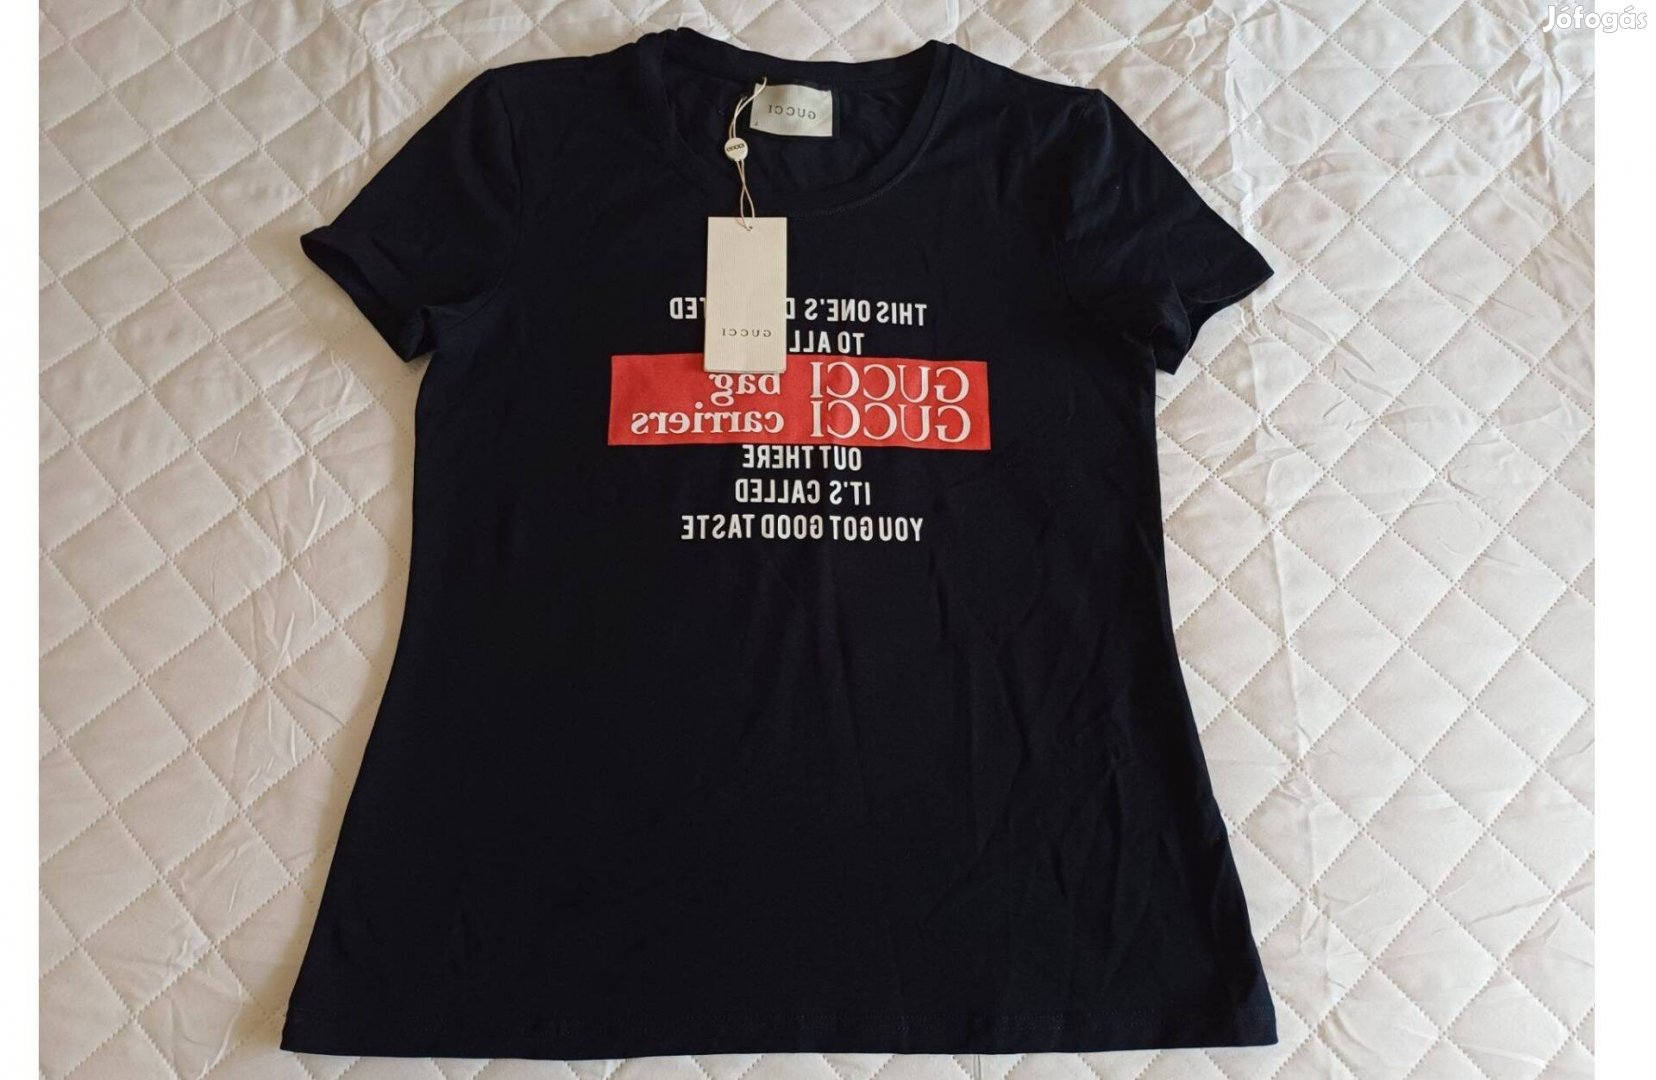 Jófogás
GUCCI
GUCCI
THIS ONE'S D TED
TO ALL
GUCCI bag
GUCCI carriers
OUT THERE
IT'S CALLED
YOU GOT GOOD TASTE